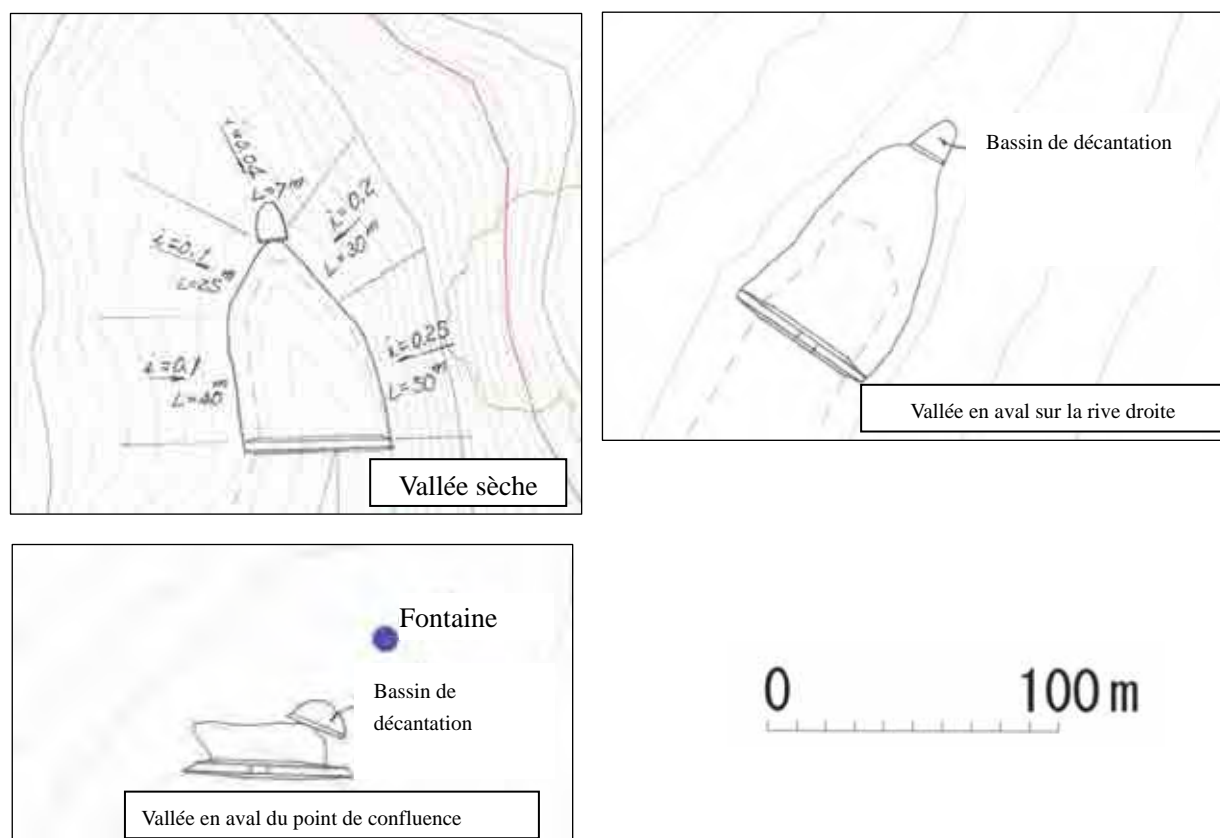 i=0.04
L=7m
i=0.2
L=30m
i=0.1
L=25m
i=0.25
L=50m
i=0.1
L=40m
Vallée sèche
Bassin de décantation
Vallée en aval sur la rive droite
Fontaine
Bassin de
décantation
Vallée en aval du point de confluence
0 100m